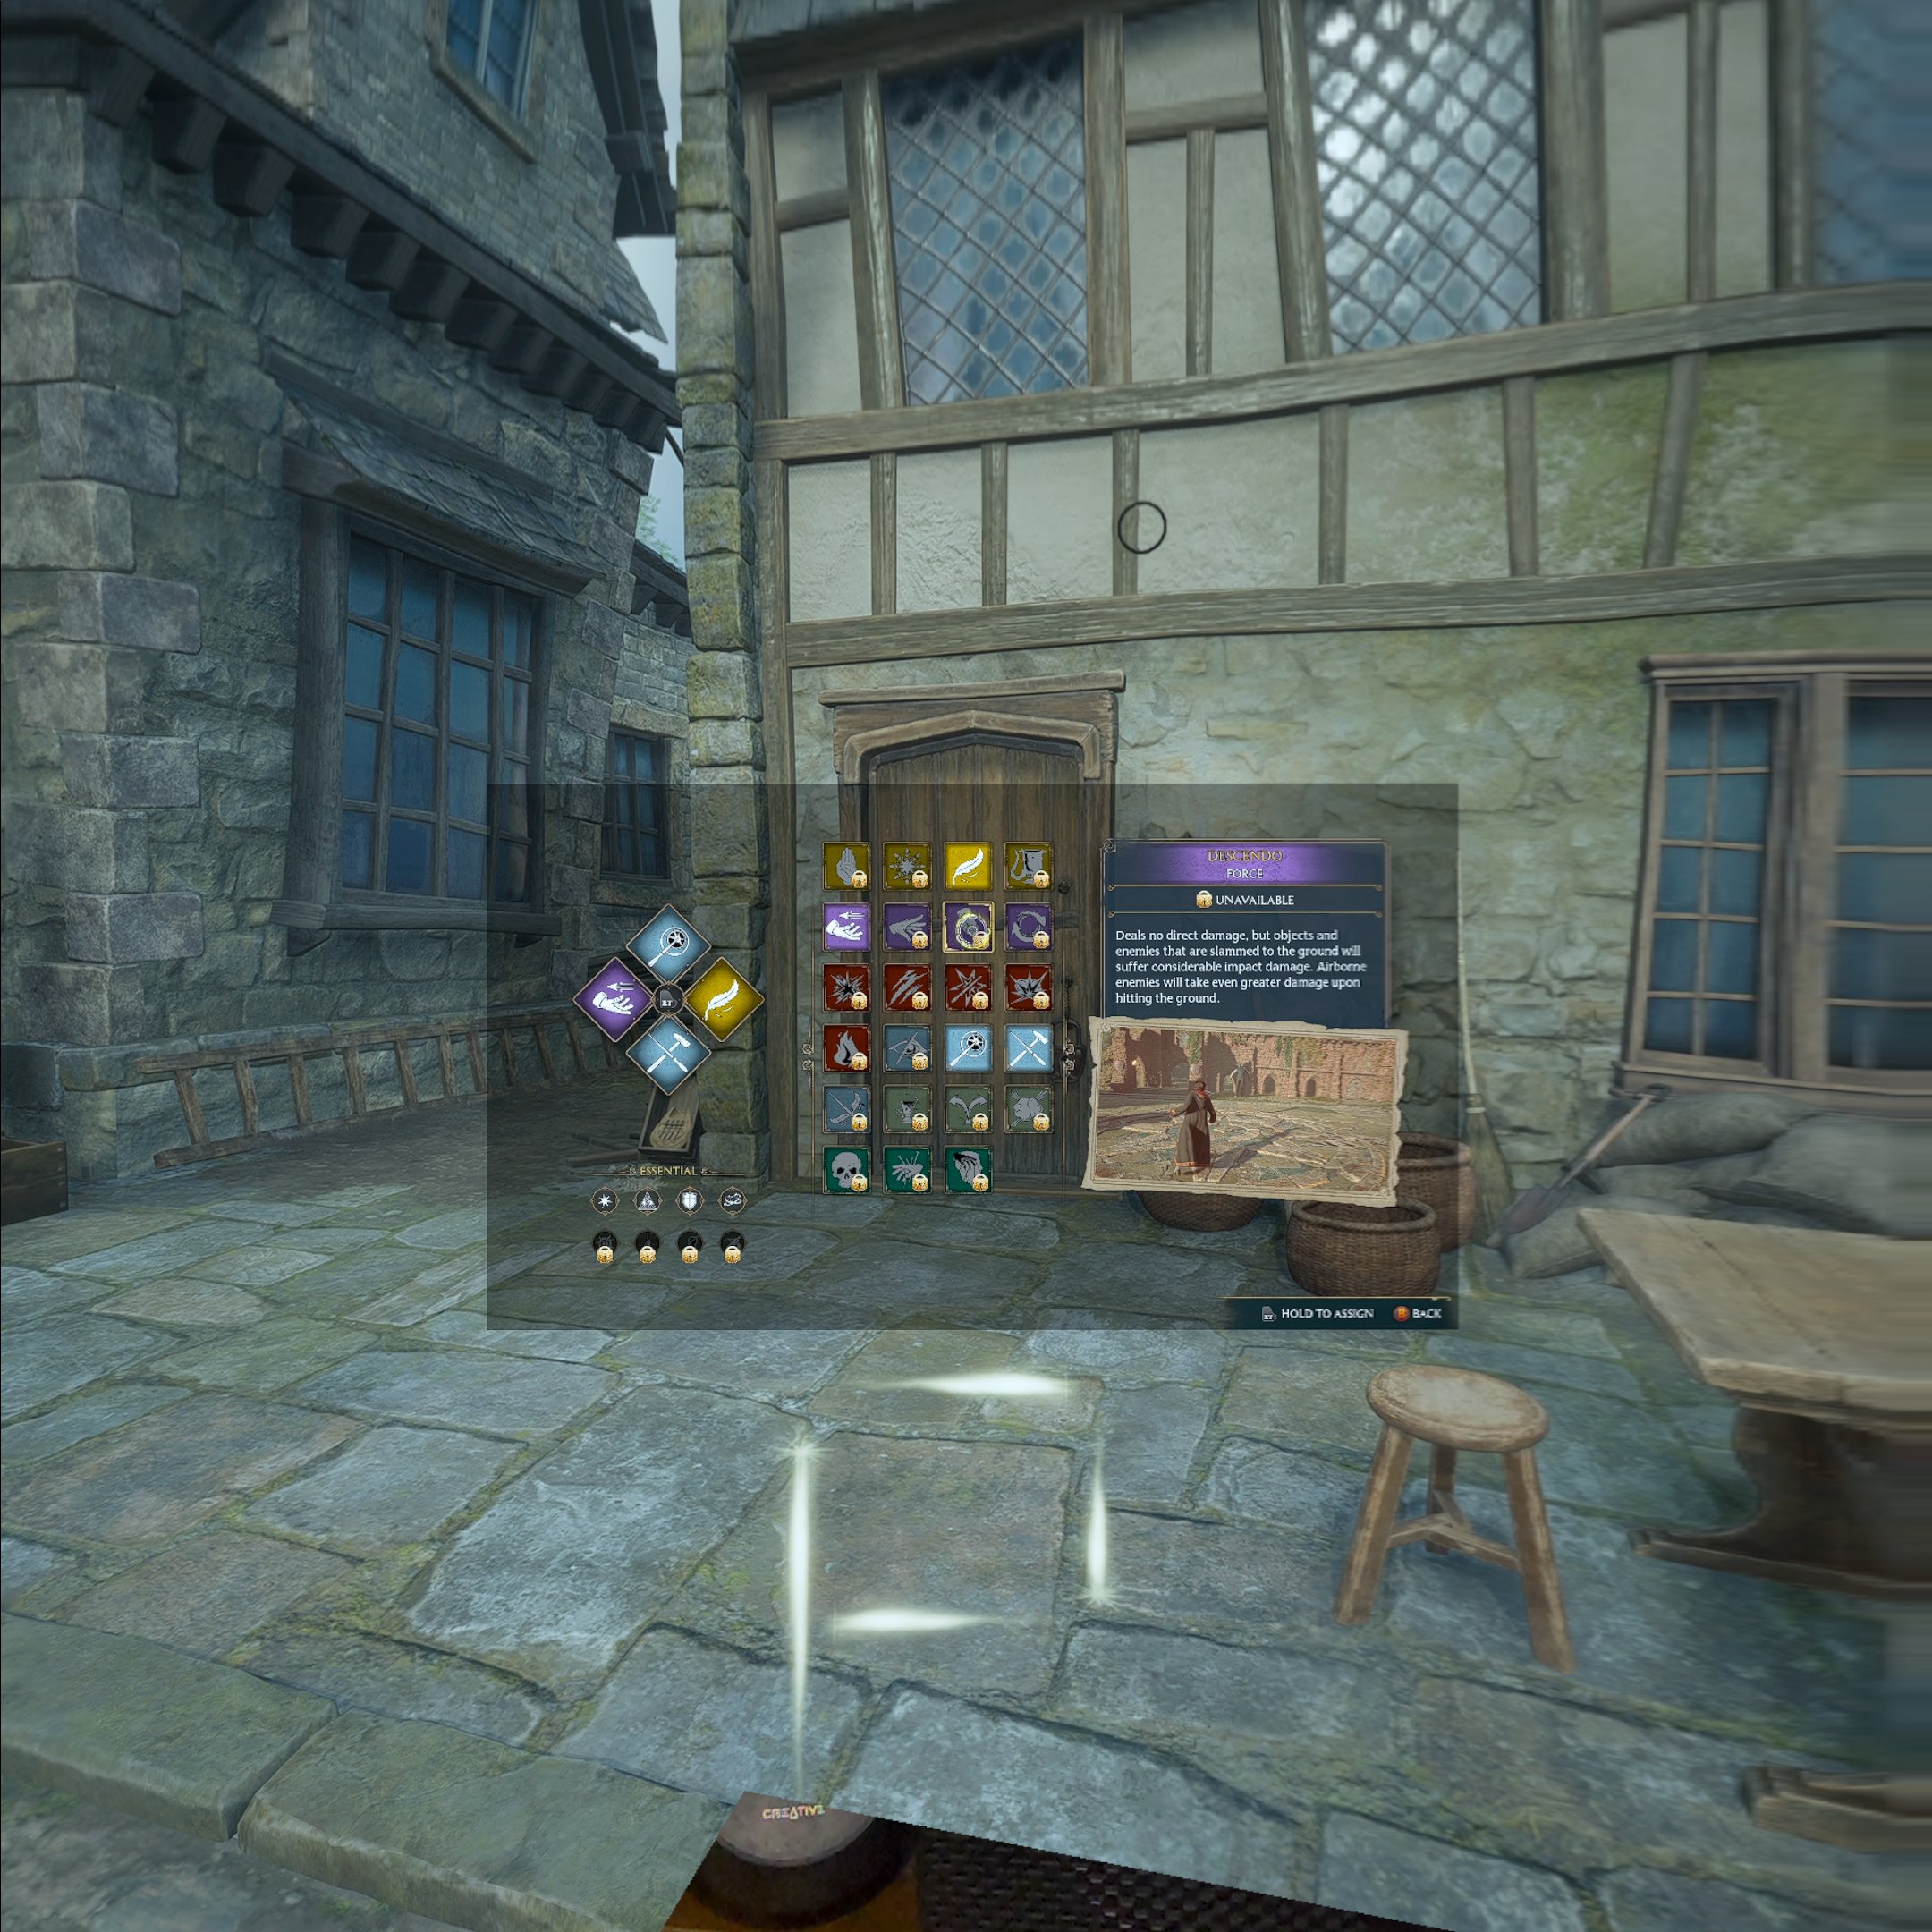 DESCENDO
FORCE
UNAVAILABLE
Deals no direct damage, but objects and
enemies that are slammed to the ground will
suffer considerable impact damage. Airborne
enemies will take even greater damage upon
hitting the ground.
RT
ESSENTIAL
RT HOLD TO ASSIGN B BACK
CREATIVE